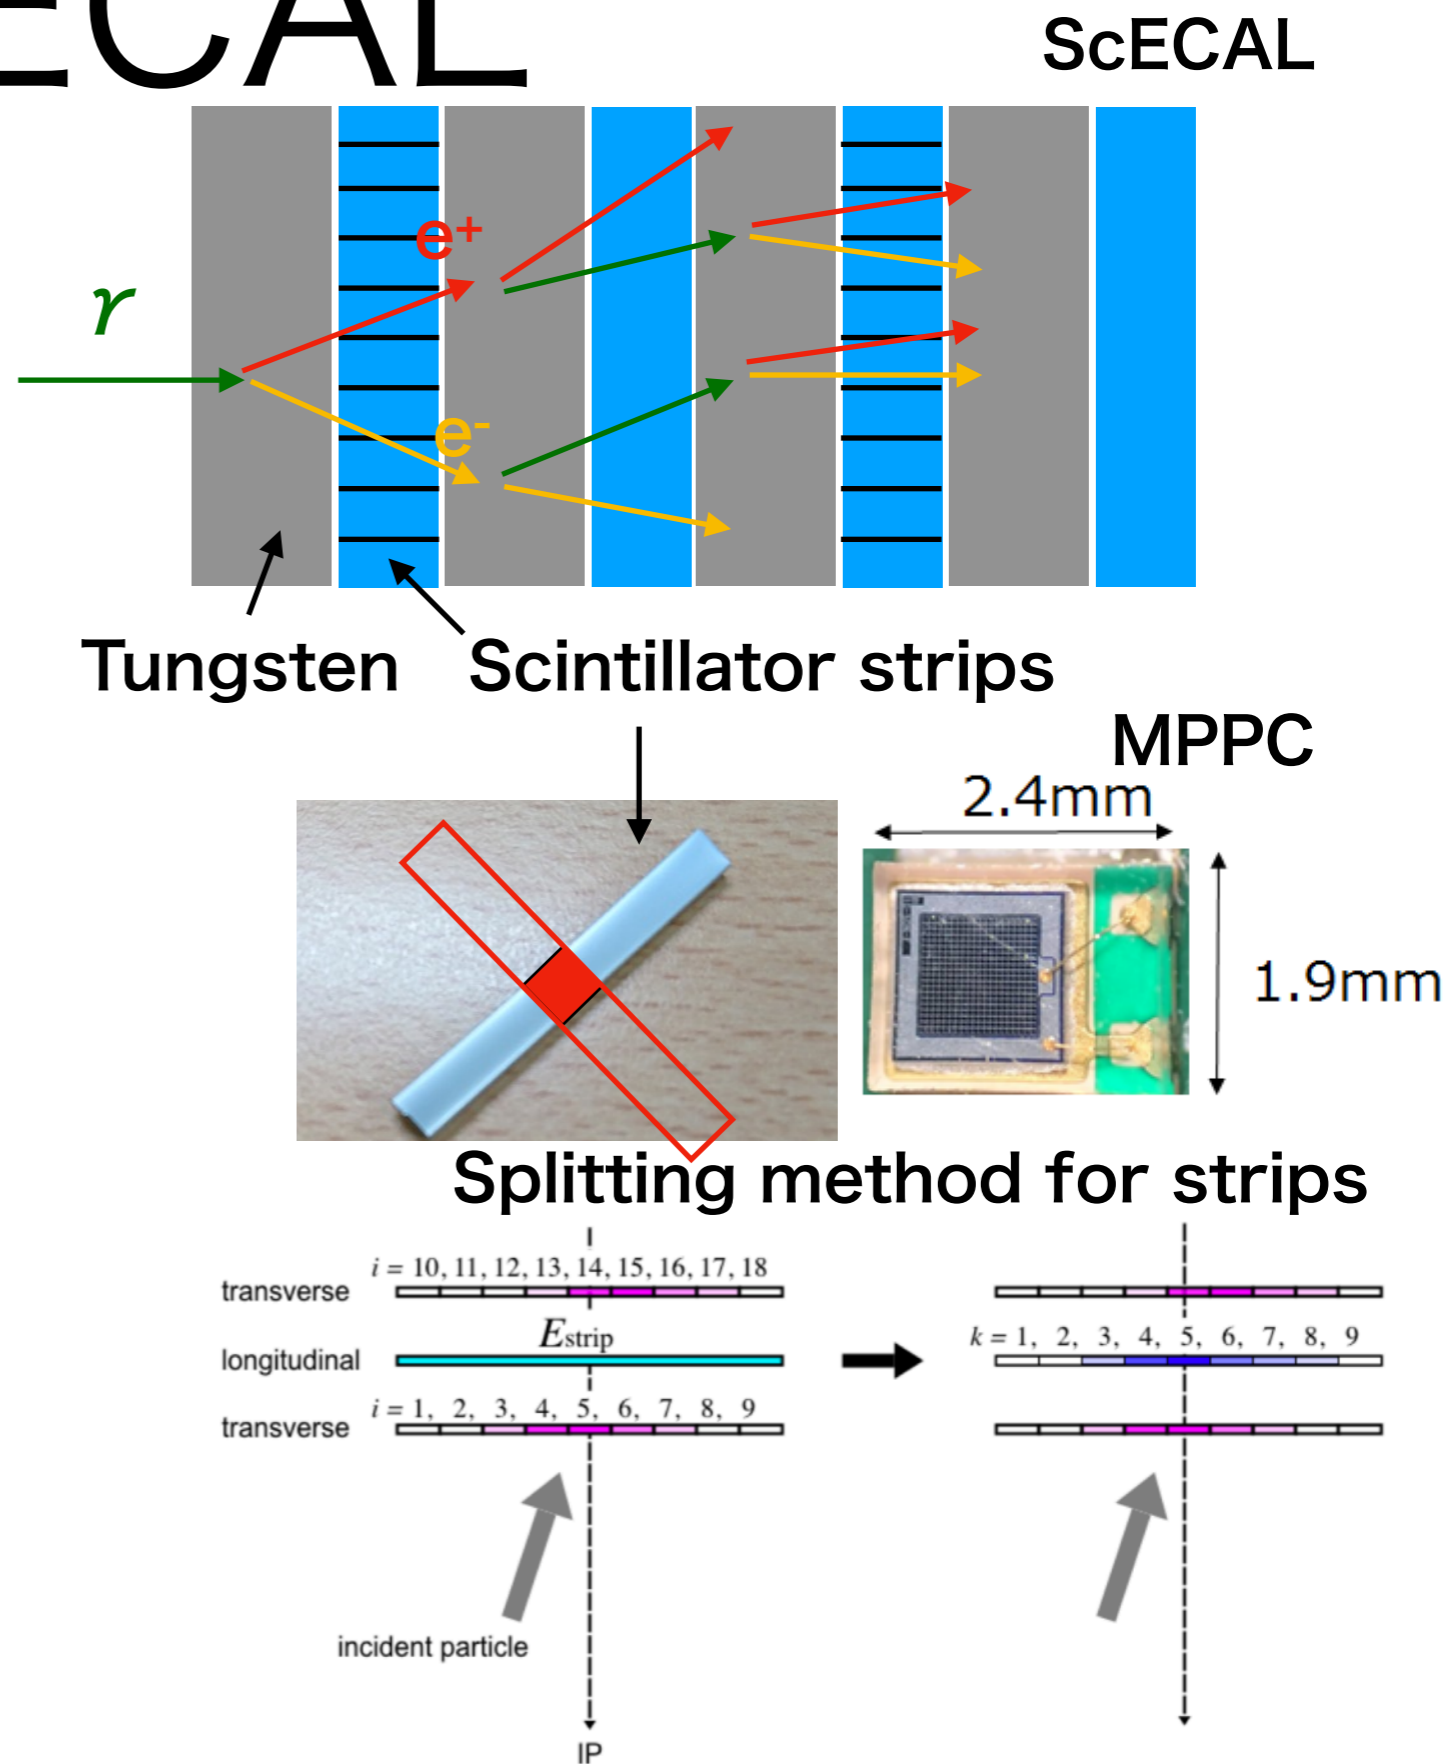 ECAL
ScECAL
e+
γ
e-
Tungsten
Scintillator strips
MPPC
2.4mm
1.9mm
Splitting method for strips
i = 10, 11, 12, 13, 14, 15, 16, 17, 18
transverse
Estrip
k = 1, 2, 3, 4, 5, 6, 7, 8, 9
longitudinal
i = 1, 2, 3, 4, 5, 6, 7, 8, 9
transverse
incident particle
IP